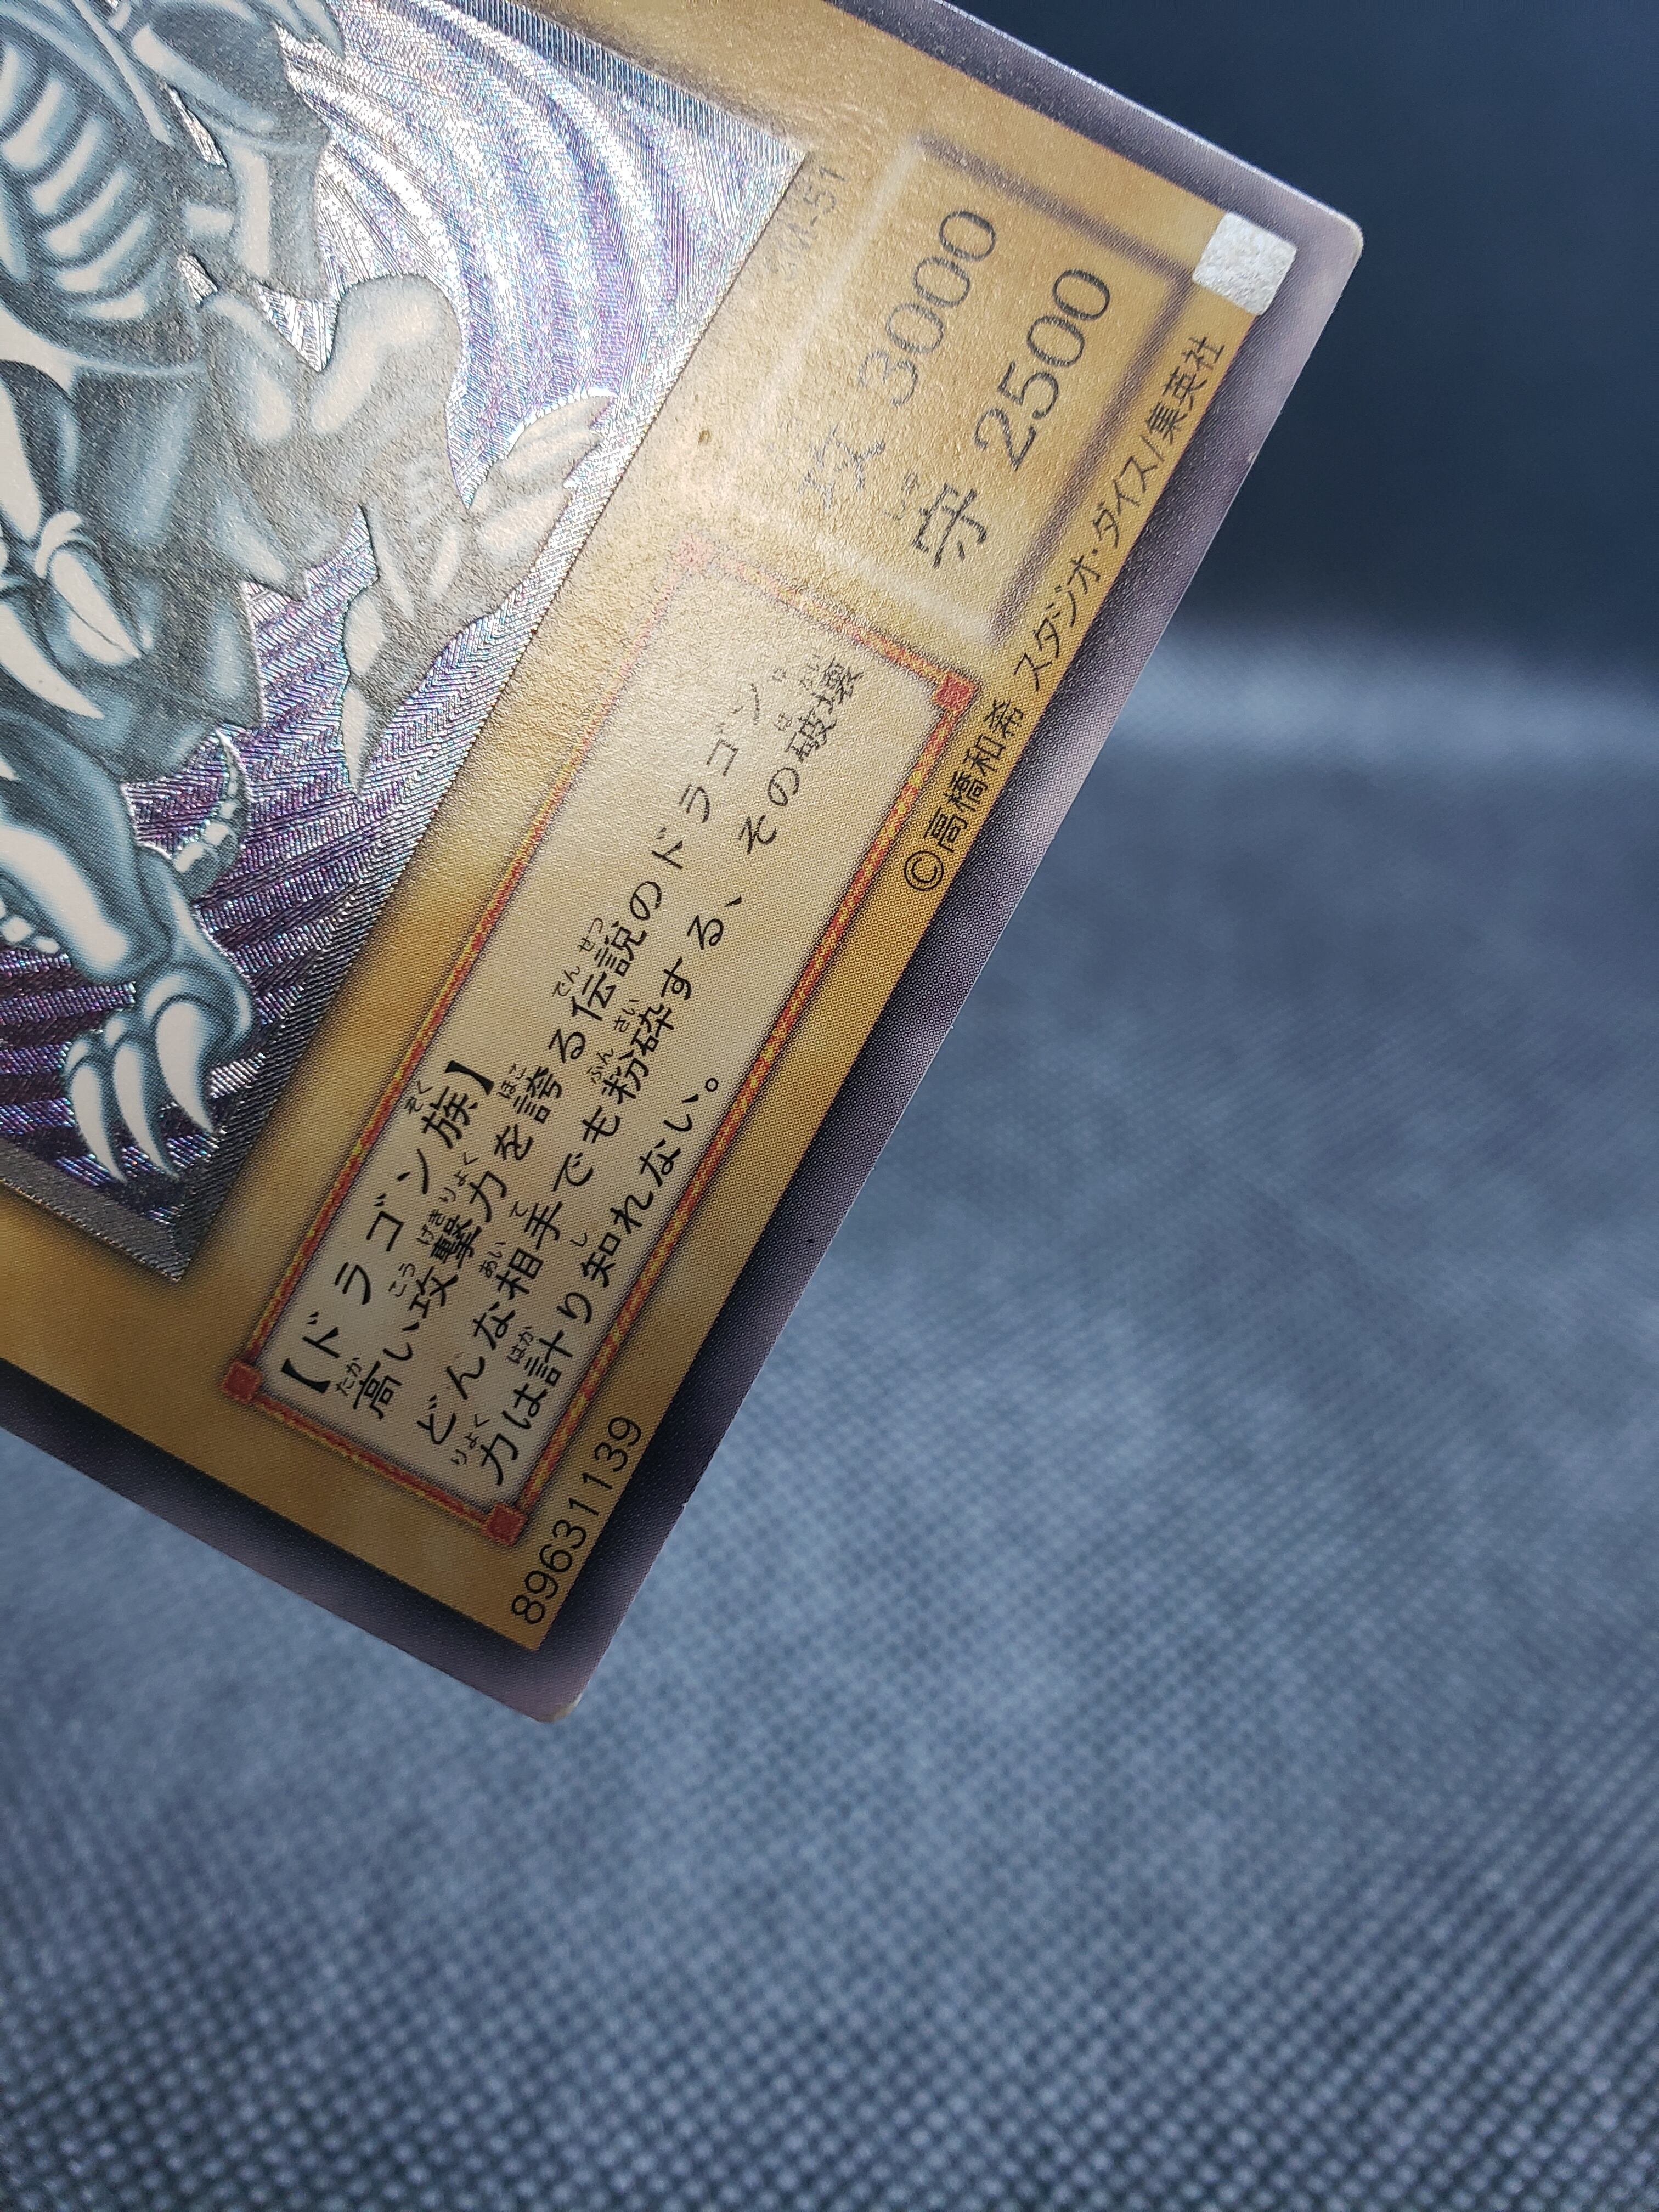 攻 3000
守 2500
【ドラゴン族】
高い攻撃力を誇る伝説のドラゴン。
どんな相手でも粉砕する、その破壊
力は計り知れない。
89631139
©高橋和希 スタジオ・ダイス/集英社